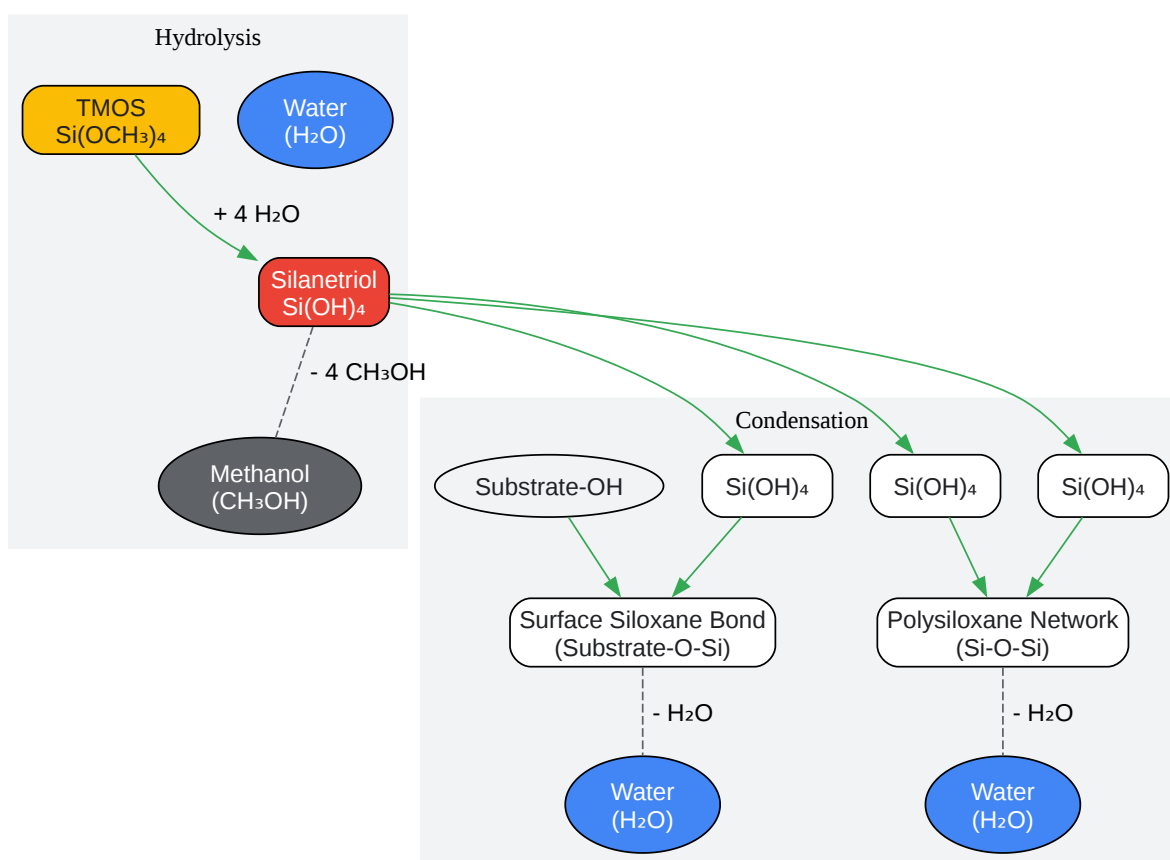 Hydrolysis
TMOS
Si(OCH₃)₄
Water
(H₂O)
+ 4 H₂O
Silanetriol
Si(OH)₄
- 4 CH₃OH
Methanol
(CH₃OH)
Condensation
Substrate-OH
Si(OH)₄
Si(OH)₄
Si(OH)₄
Surface Siloxane Bond
(Substrate-O-Si)
Polysiloxane Network
(Si-O-Si)
- H₂O
- H₂O
Water
(H₂O)
Water
(H₂O)